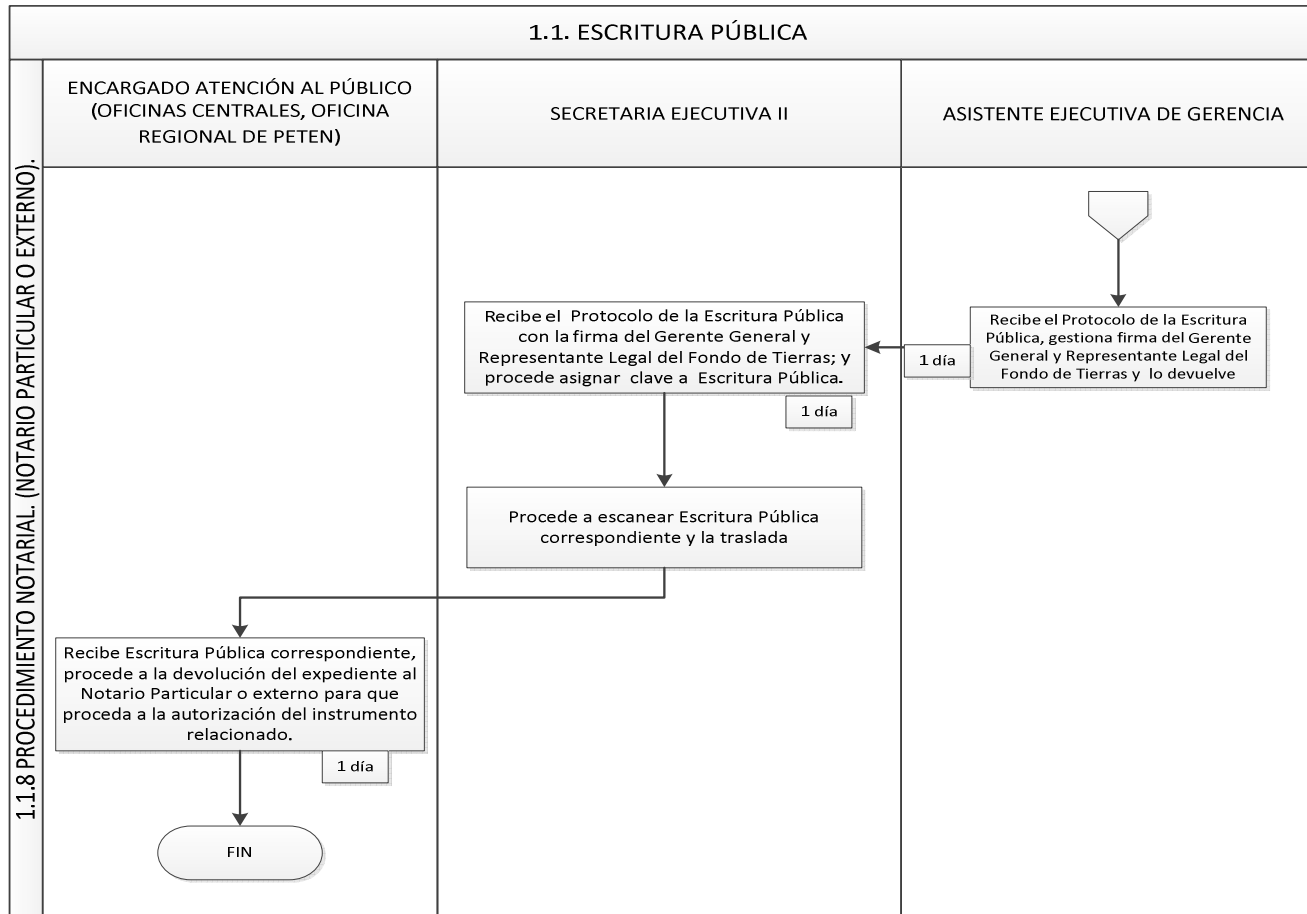 1.1. ESCRITURA PÚBLICA
1.1.8 PROCEDIMIENTO NOTARIAL. (NOTARIO PARTICULAR O EXTERNO).
ENCARGADO ATENCIÓN AL PÚBLICO
(OFICINAS CENTRALES, OFICINA
REGIONAL DE PETEN)
SECRETARIA EJECUTIVA II
ASISTENTE EJECUTIVA DE GERENCIA
Recibe el Protocolo de la Escritura
Pública, gestiona firma del Gerente
General y Representante Legal del
Fondo de Tierras y lo devuelve
1 día
Recibe el Protocolo de la Escritura Pública
con la firma del Gerente General y
Representante Legal del Fondo de Tierras; y
procede asignar clave a Escritura Pública.
1 día
Procede a escanear Escritura Pública
correspondiente y la traslada
Recibe Escritura Pública correspondiente,
procede a la devolución del expediente al
Notario Particular o externo para que
proceda a la autorización del instrumento
relacionado.
1 día
FIN